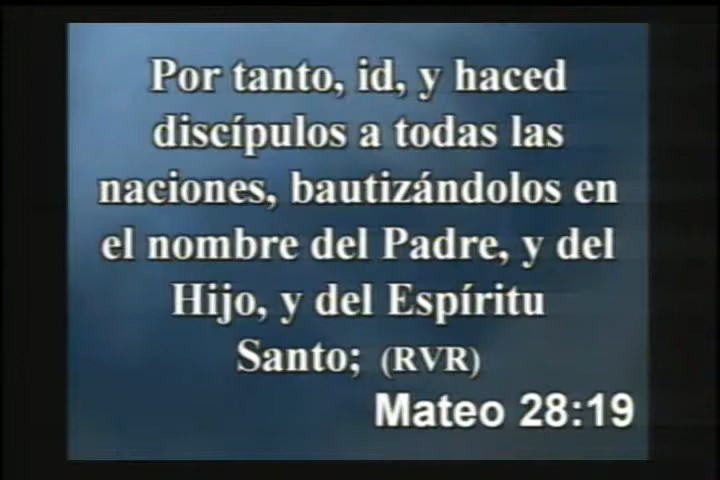 Por tanto, id, y haced
discípulos a todas las
naciones, bautizándolos en
el nombre del Padre, y del
Hijo, y del Espíritu
Santo; (RVR)
Mateo 28:19